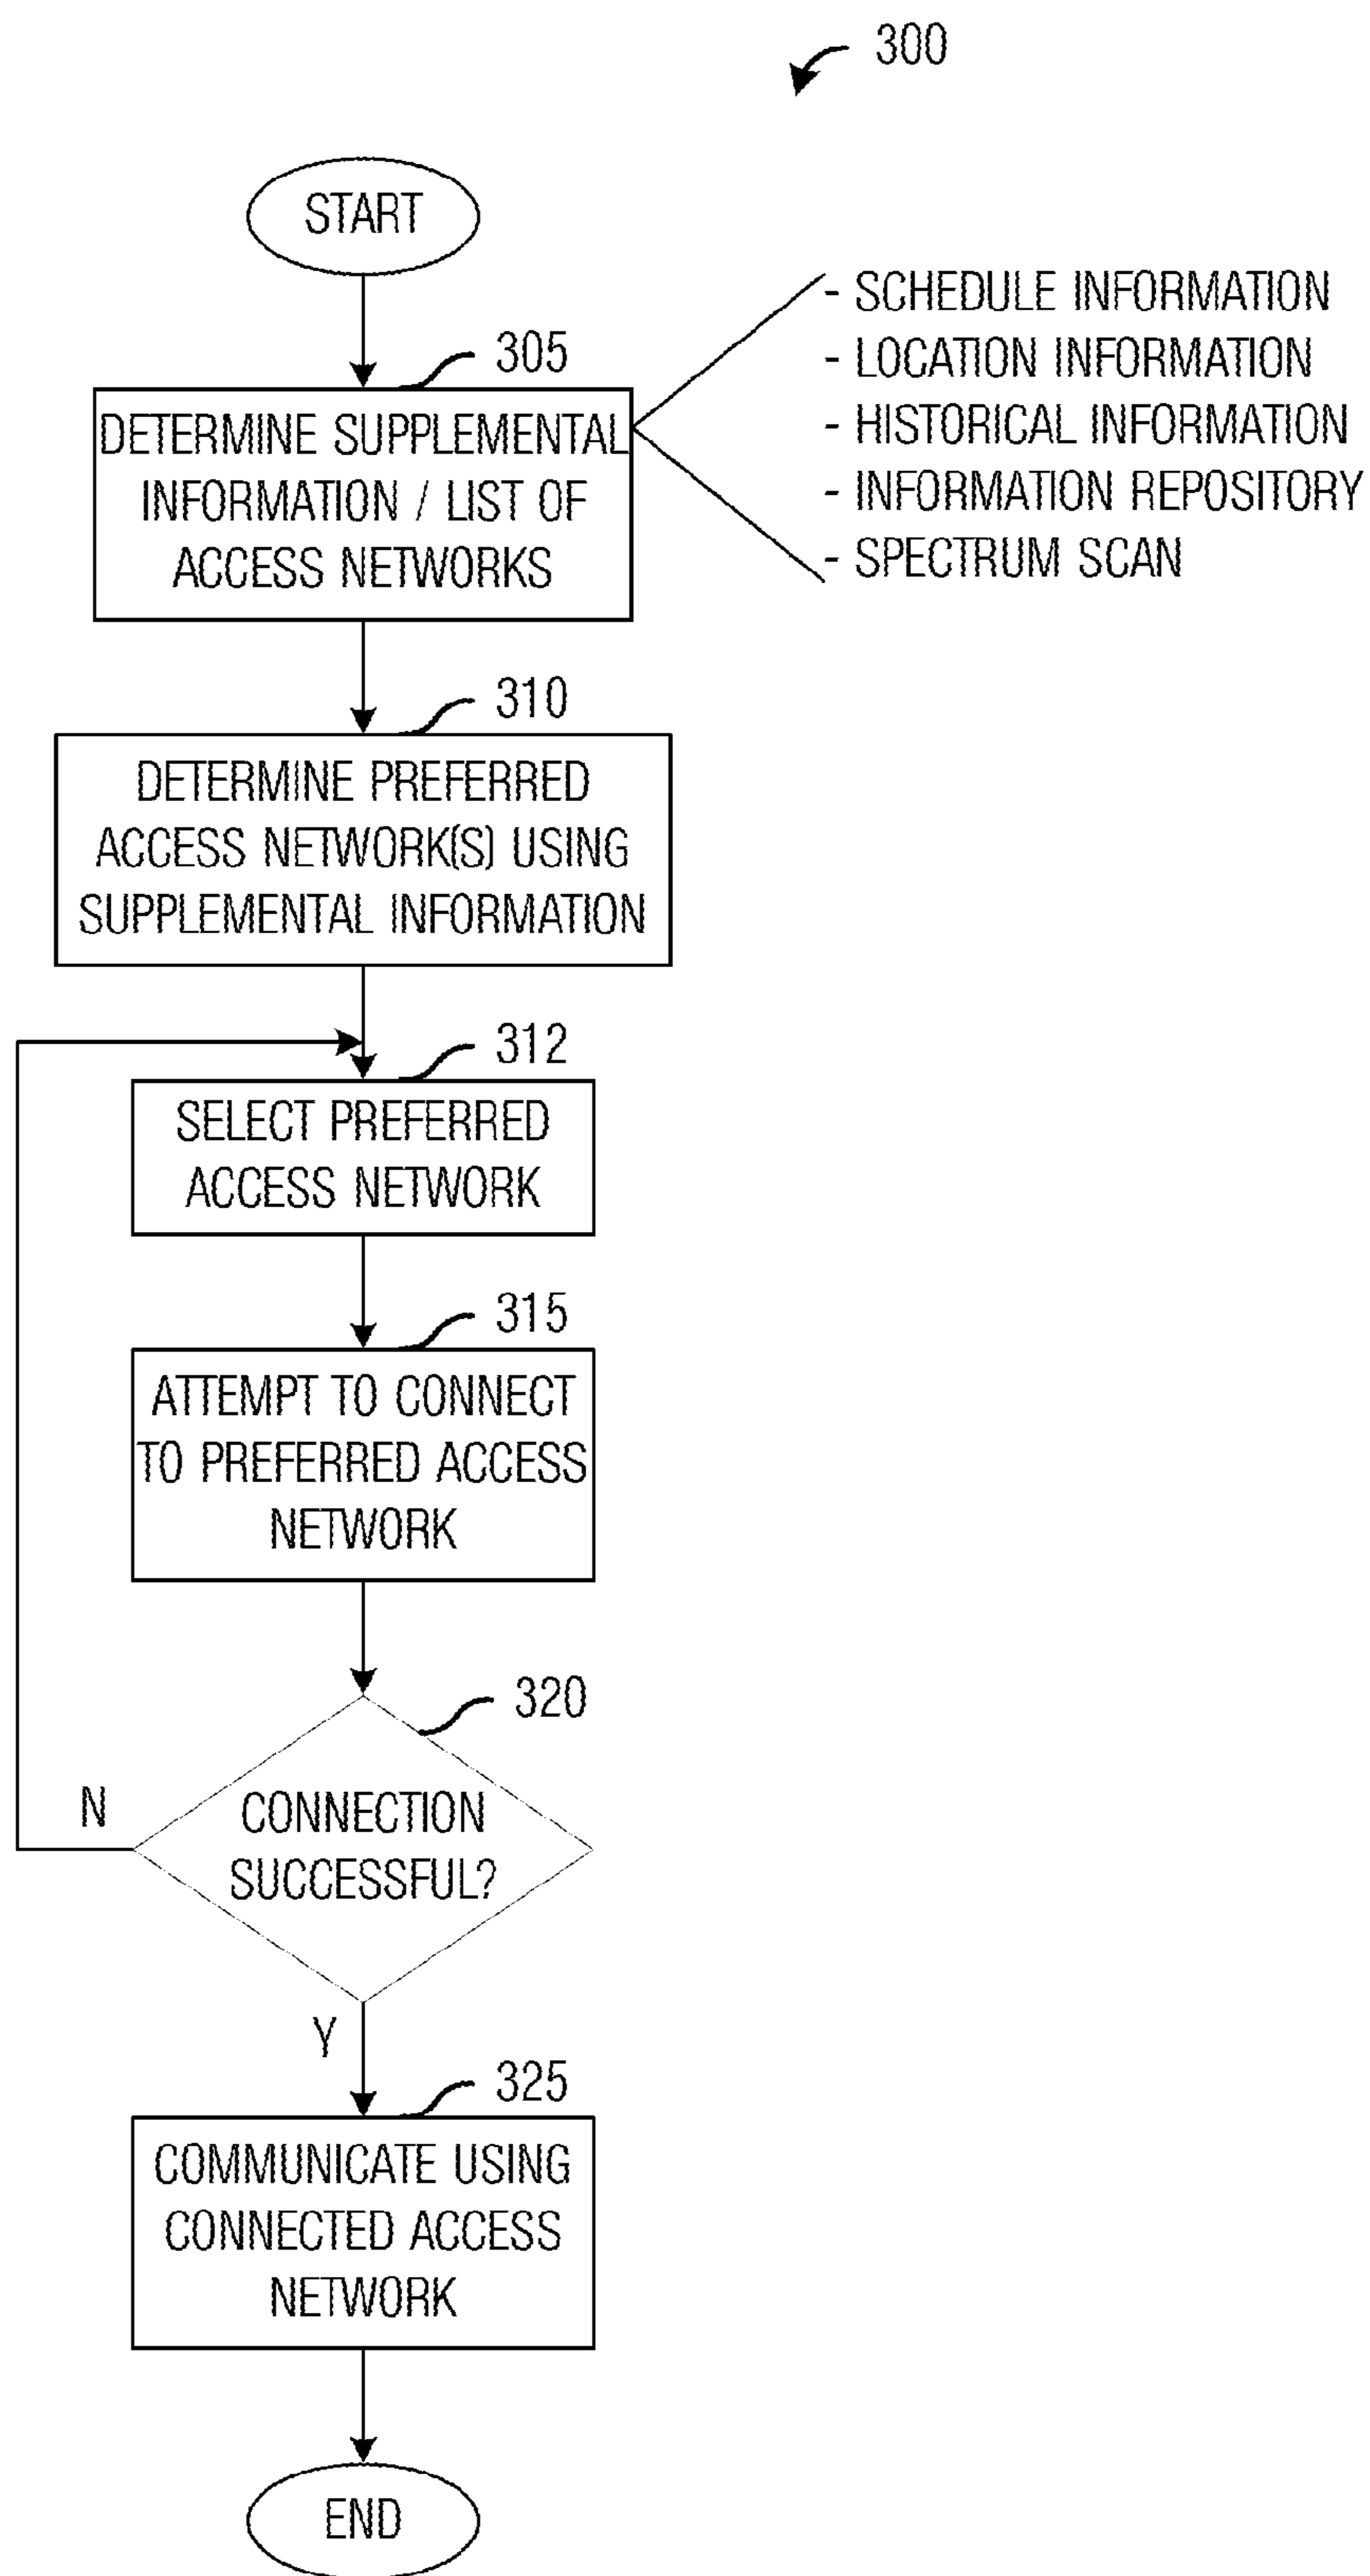 300
START
305
DETERMINE SUPPLEMENTAL
INFORMATION / LIST OF
ACCESS NETWORKS
- SCHEDULE INFORMATION
- LOCATION INFORMATION
- HISTORICAL INFORMATION
- INFORMATION REPOSITORY
- SPECTRUM SCAN
310
DETERMINE PREFERRED
ACCESS NETWORK(S) USING
SUPPLEMENTAL INFORMATION
312
SELECT PREFERRED
ACCESS NETWORK
315
ATTEMPT TO CONNECT
TO PREFERRED ACCESS
NETWORK
320
CONNECTION
SUCCESSFUL?
N
Y
325
COMMUNICATE USING
CONNECTED ACCESS
NETWORK
END